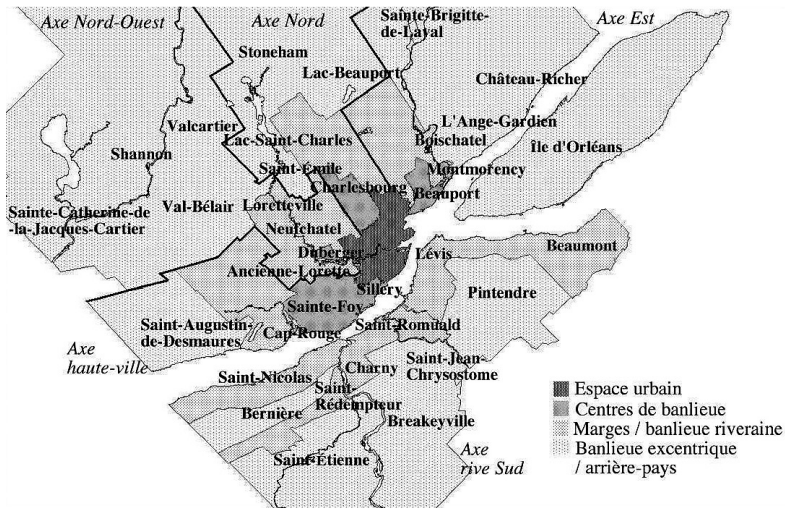 Axe Nord-Ouest
Axe Nord
Sainte-Brigitte-
de-Laval
Axe Est
Stoneham
Lac-Beauport
Château-Richer
L'Ange-Gardien
Valcartier
Lac-Saint-Charles
Boischatel
Île d'Orléans
Shannon
Saint-Émile
Montmorency
Charlesbourg
Beauport
Sainte-Catherine-de
-la-Jacques-Cartier
Val-Bélair
Loretteville
Neufchatel
Duberger
Lévis
Beaumont
Ancienne-Lorette
Sillery
Pintendre
Sainte-Foy
Saint-Augustin-
de-Desmaures
Cap-Rouge
Saint-Romuald
Axe
haute-ville
Saint-Nicolas
Charny
Saint-Jean-
Chrysostome
Saint-
Rédempteur
Bernière
Breakeyville
Saint-Étienne
Axe
rive Sud
Espace urbain
Centres de banlieue
Marges / banlieue riveraine
Banlieue excentrique
/ arrière-pays